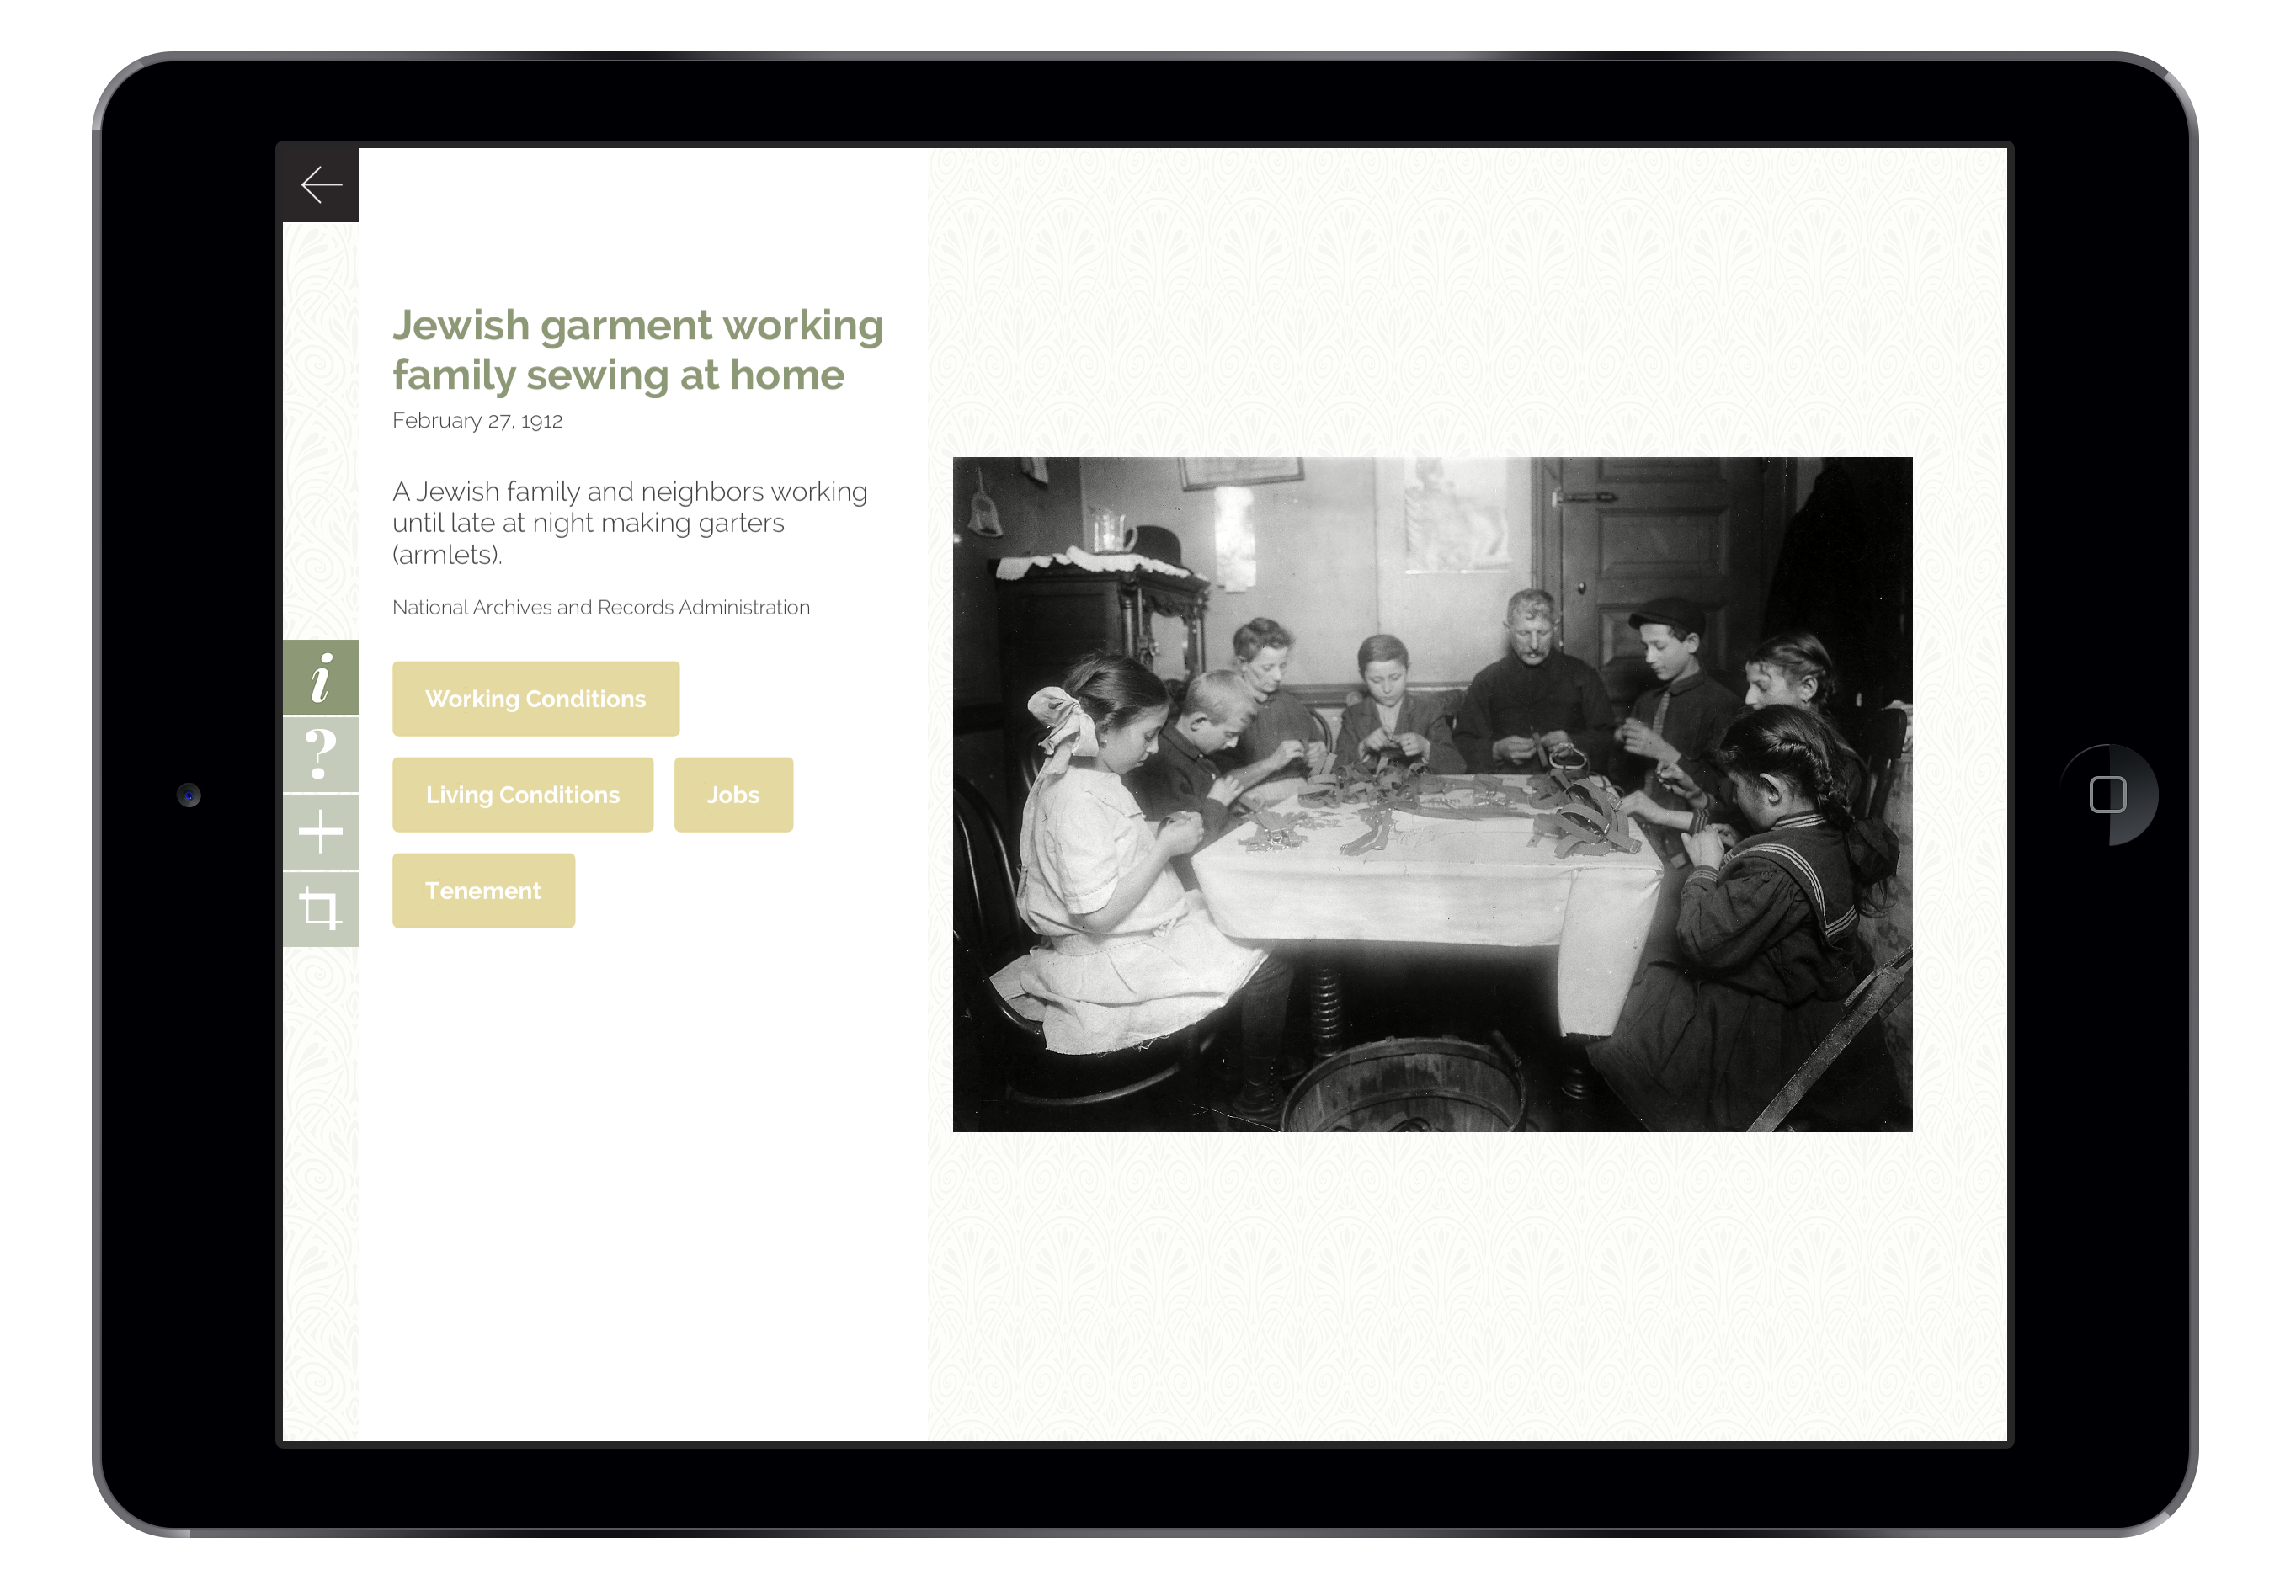 Jewish garment working
family sewing at home
February 27, 1912
A Jewish family and neighbors working
until late at night making garters
(armlets).
National Archives and Records Administration
i
?
Working Conditions
Living Conditions Jobs
Tenement